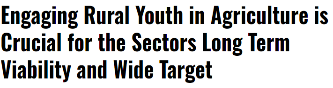 Engaging Rural Youth in Agriculture is
Crucial for the Sectors Long Term
Viability and Wide Target